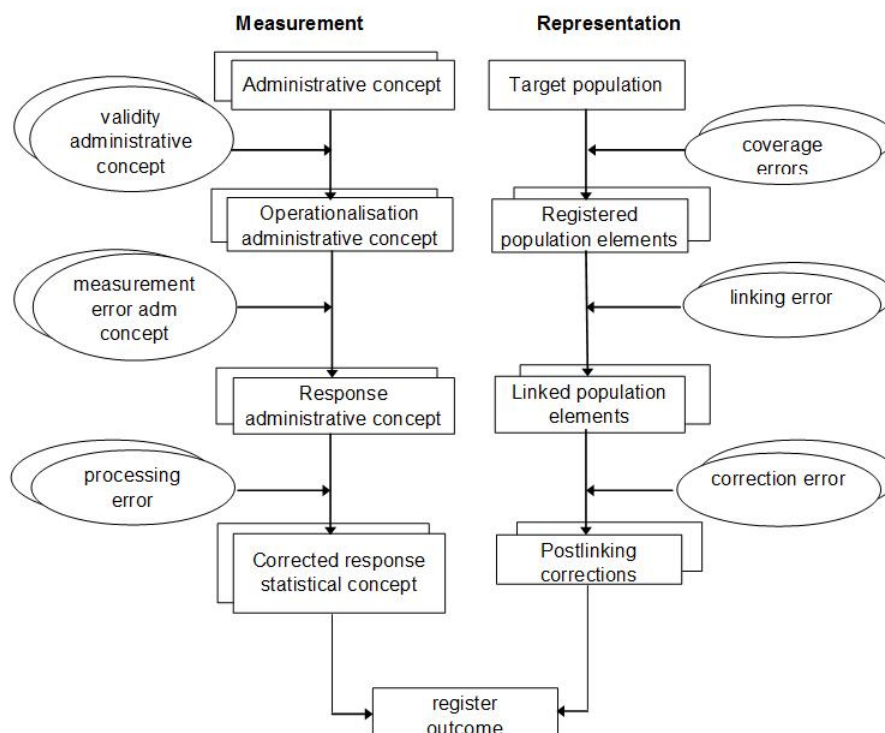 Measurement
Representation
Administrative concept
Target population
validity
administrative
concept
coverage
errors
Operationalisation
administrative concept
Registered
population elements
measurement
error adm
concept
linking error
Response
administrative concept
Linked population
elements
processing
error
correction error
Corrected response
statistical concept
Postlinking
corrections
register
outcome